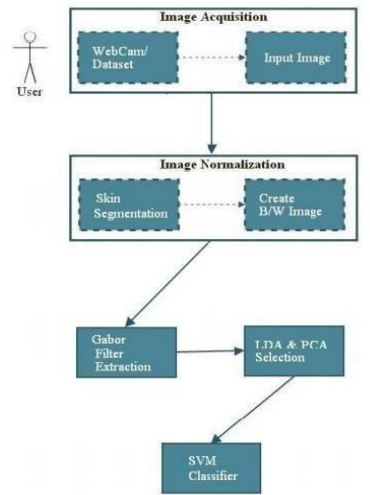 Image Acquisition
WebCam/
Dataset
Input Image
User
Image Normalization
Skin
Segmentation
Create
B/W Image
Gabor
Filter
Extraction
LDA & PCA
Selection
SVM
Classifier